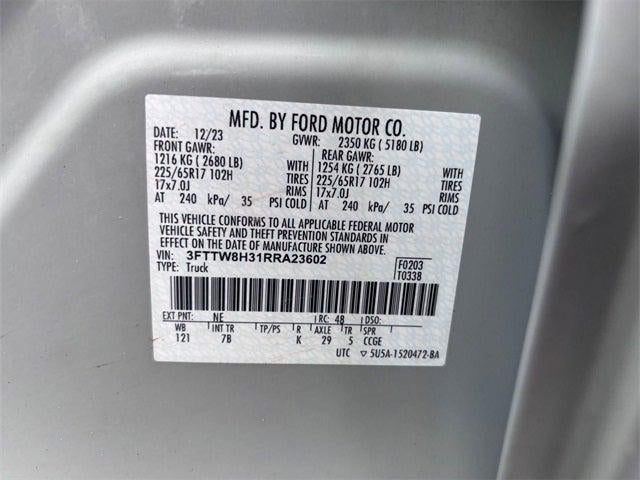 MFD. BY FORD MOTOR CO.
DATE: 12/23 GVWR: 2350 KG ( 5180 LB)
FRONT GAWR: REAR GAWR:
1216 KG ( 2680 LB) WITH 1254 KG ( 2765 LB) WITH
225/65R17 102H TIRES 225/65R17 102H TIRES
17x7.0J RIMS 17x7.0J RIMS
AT 240 kPa/ 35 PSI COLD AT 240 kPa/ 35 PSI COLD
THIS VEHICLE CONFORMS TO ALL APPLICABLE FEDERAL MOTOR
VEHICLE SAFETY AND THEFT PREVENTION STANDARDS IN
EFFECT ON THE DATE OF MANUFACTURE SHOWN ABOVE.
VIN: 3FTTW8H31RRA23602 F0203
TYPE: Truck T0338
EXT PNT: NE RC: 48 DSO:
WB INT TR TP/PS R AXLE TR SPR
121 7B K 29 5 CCGE
UTC ▽ 5U5A-1520472-BA